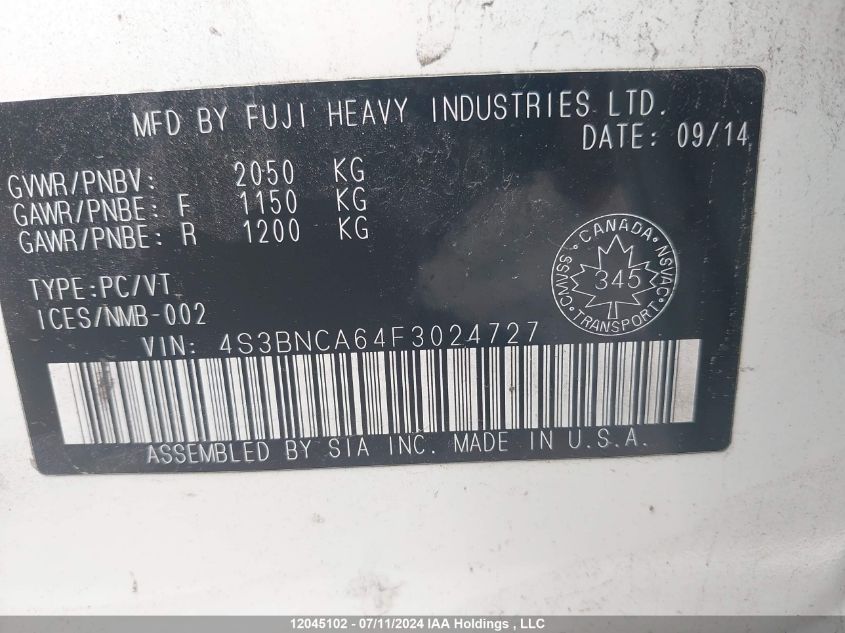 MFD BY FUJI HEAVY INDUSTRIES LTD.
DATE: 09/14
GVWR/PNBV: 2050 KG
GAWR/PNBE: F 1150 KG
GAWR/PNBE: R 1200 KG
TYPE:PC/VT
ICES/NMB-002
CANADA
CMVSS 345 NSVAC
TRANSPORT
VIN: 4S3BNCA64F3024727
ASSEMBLED BY SIA INC. MADE IN U.S.A.
12045102 - 07/11/2024 IAA Holdings , LLC